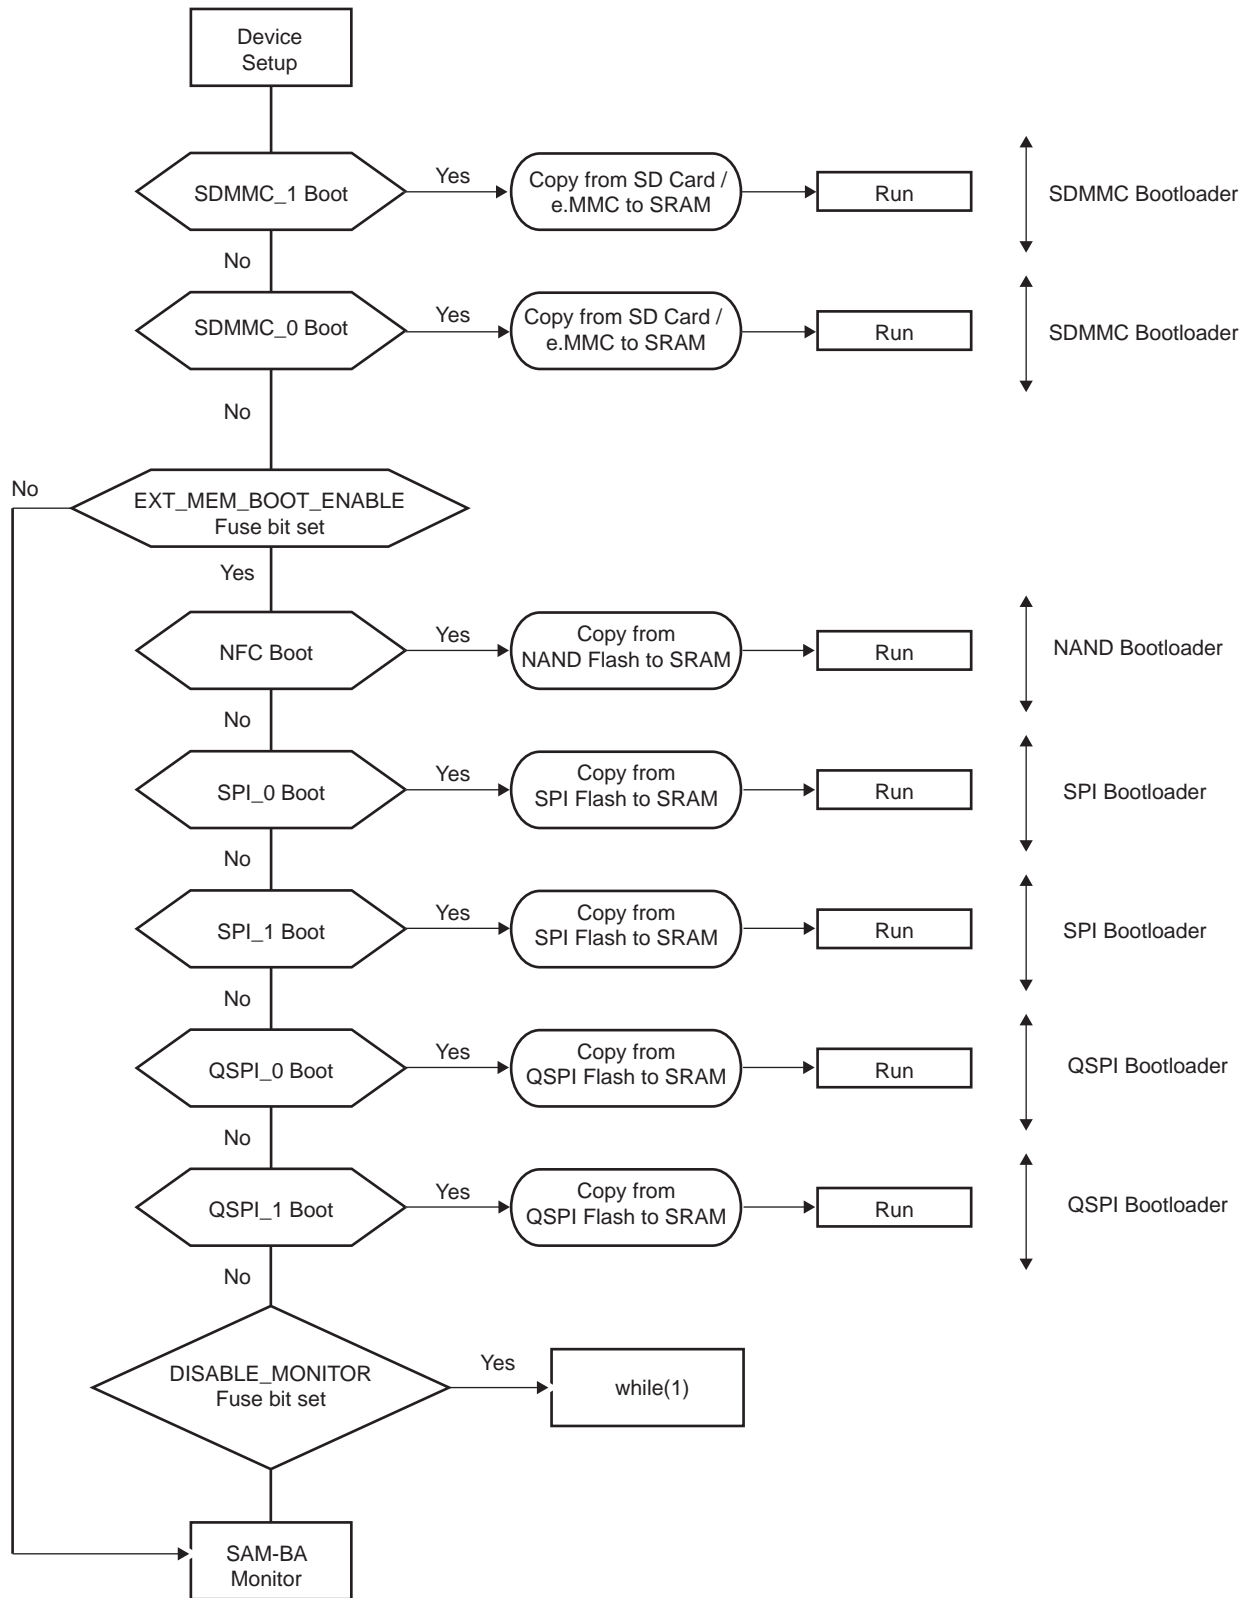 Device
Setup
SDMMC_1 Boot
Yes
Copy from SD Card /
e.MMC to SRAM
Run
SDMMC Bootloader
No
SDMMC_0 Boot
Yes
Copy from SD Card /
e.MMC to SRAM
Run
SDMMC Bootloader
No
No
EXT_MEM_BOOT_ENABLE
Fuse bit set
Yes
NFC Boot
Yes
Copy from
NAND Flash to SRAM
Run
NAND Bootloader
No
SPI_0 Boot
Yes
Copy from
SPI Flash to SRAM
Run
SPI Bootloader
No
SPI_1 Boot
Yes
Copy from
SPI Flash to SRAM
Run
SPI Bootloader
No
QSPI_0 Boot
Yes
Copy from
QSPI Flash to SRAM
Run
QSPI Bootloader
No
QSPI_1 Boot
Yes
Copy from
QSPI Flash to SRAM
Run
QSPI Bootloader
No
DISABLE_MONITOR
Fuse bit set
Yes
while(1)
SAM-BA
Monitor